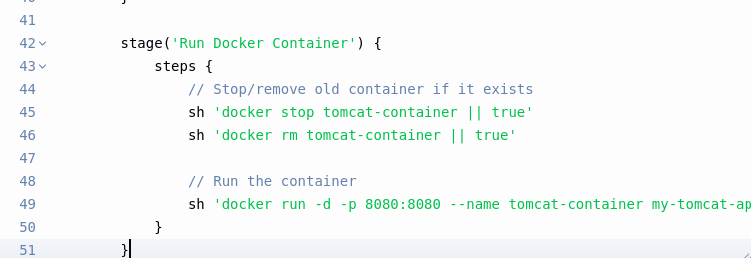 41
42 stage('Run Docker Container') {
43 steps {
44 // Stop/remove old container if it exists
45 sh 'docker stop tomcat-container || true'
46 sh 'docker rm tomcat-container || true'
47
48 // Run the container
49 sh 'docker run -d -p 8080:8080 --name tomcat-container my-tomcat-ap
50 }
51 }